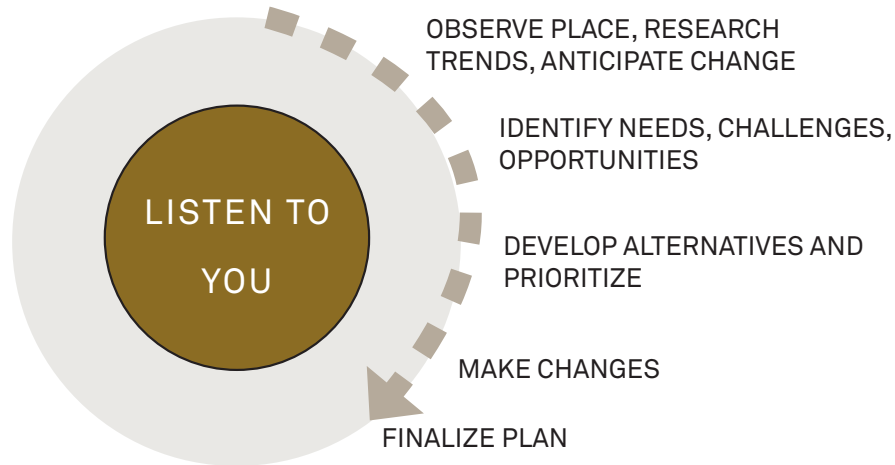 OBSERVE PLACE, RESEARCH
TRENDS, ANTICIPATE CHANGE
IDENTIFY NEEDS, CHALLENGES,
OPPORTUNITIES
LISTEN TO
YOU
DEVELOP ALTERNATIVES AND
PRIORITIZE
MAKE CHANGES
FINALIZE PLAN